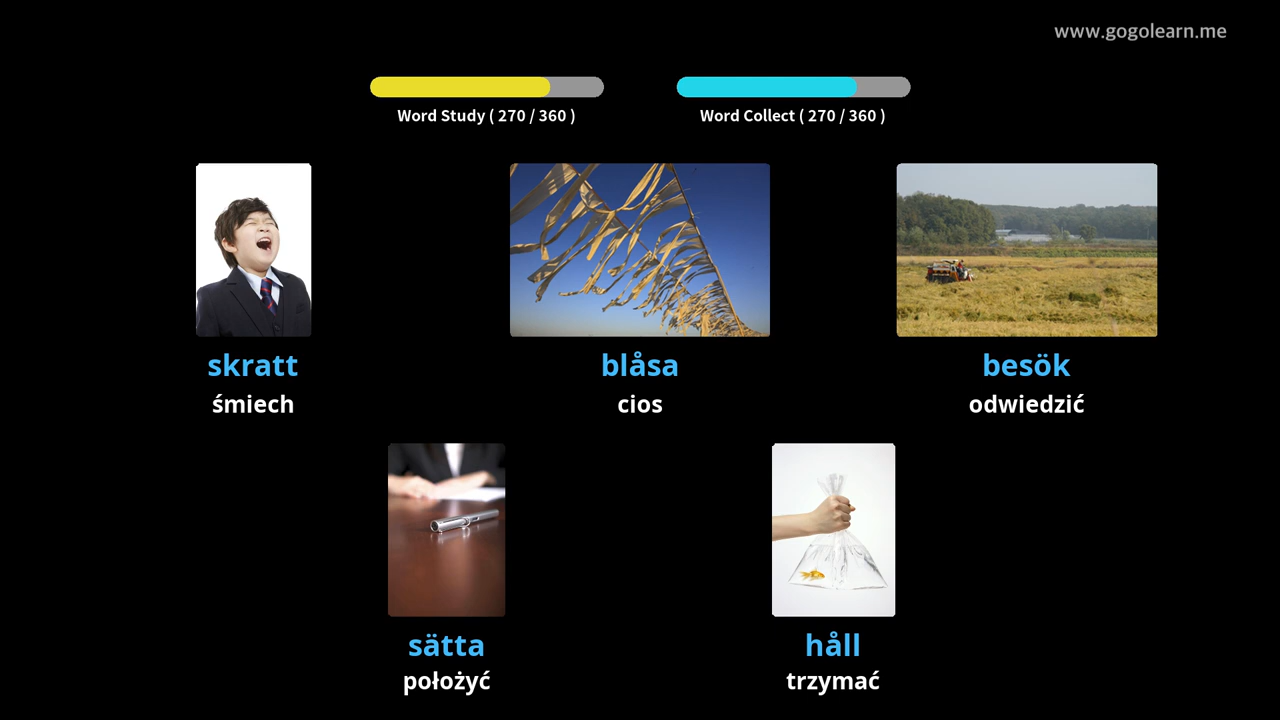 www.gogolearn.me
Word Study ( 270 / 360 )
Word Collect ( 270 / 360 )
skratt
śmiech
blåsa
cios
besök
odwiedzić
sätta
położyć
håll
trzymać